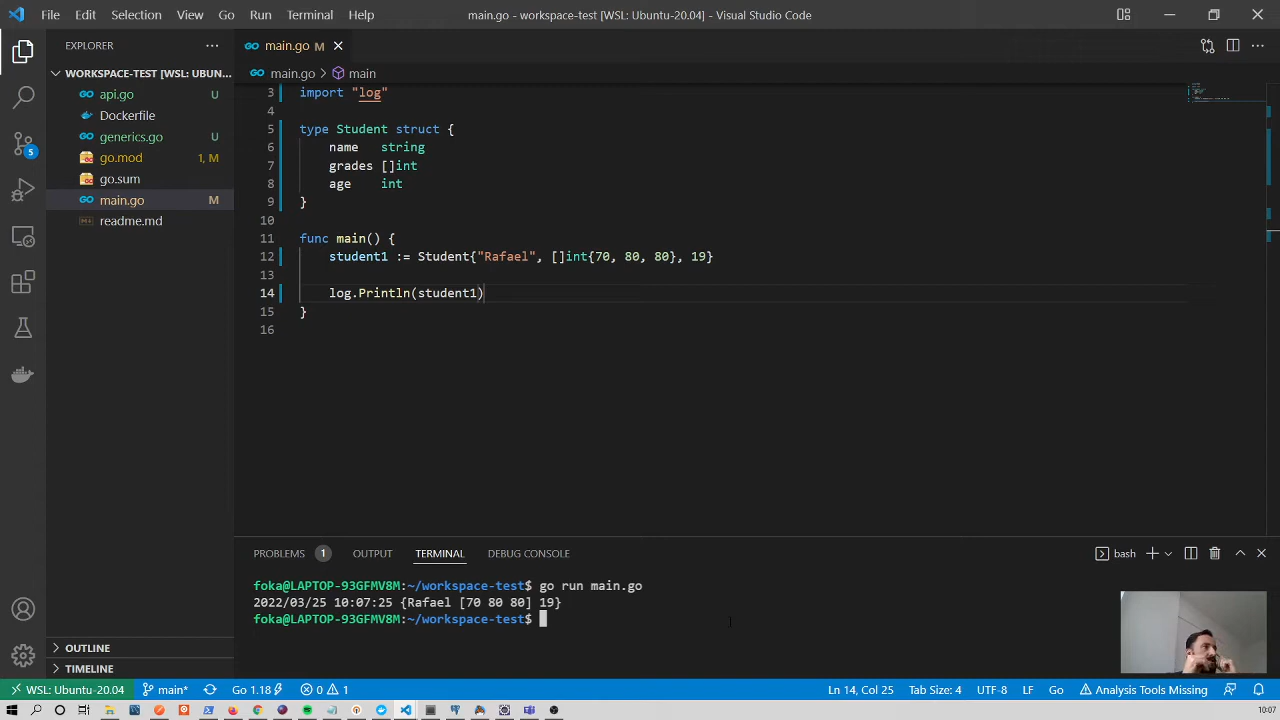 File Edit Selection View Go Run Terminal Help
main.go - workspace-test [WSL: Ubuntu-20.04] - Visual Studio Code
EXPLORER
WORKSPACE-TEST [WSL: UBUN...
api.go U
Dockerfile
generics.go U
go.mod 1, M
go.sum
main.go M
readme.md
OUTLINE
TIMELINE
5
main.go M
main.go > main
3 import "log"
4
5 type Student struct {
6 name string
7 grades []int
8 age int
9 }
10
11 func main() {
12 student1 := Student{"Rafael", []int{70, 80, 80}, 19}
13
14 log.Println(student1)
15 }
16
PROBLEMS 1 OUTPUT TERMINAL DEBUG CONSOLE
bash
foka@LAPTOP-93GFMV8M:~/workspace-test$ go run main.go
2022/03/25 10:07:25 {Rafael [70 80 80] 19}
foka@LAPTOP-93GFMV8M:~/workspace-test$
WSL: Ubuntu-20.04 main* Go 1.18 0 1 Ln 14, Col 25 Tab Size: 4 UTF-8 LF Go Analysis Tools Missing
10:07